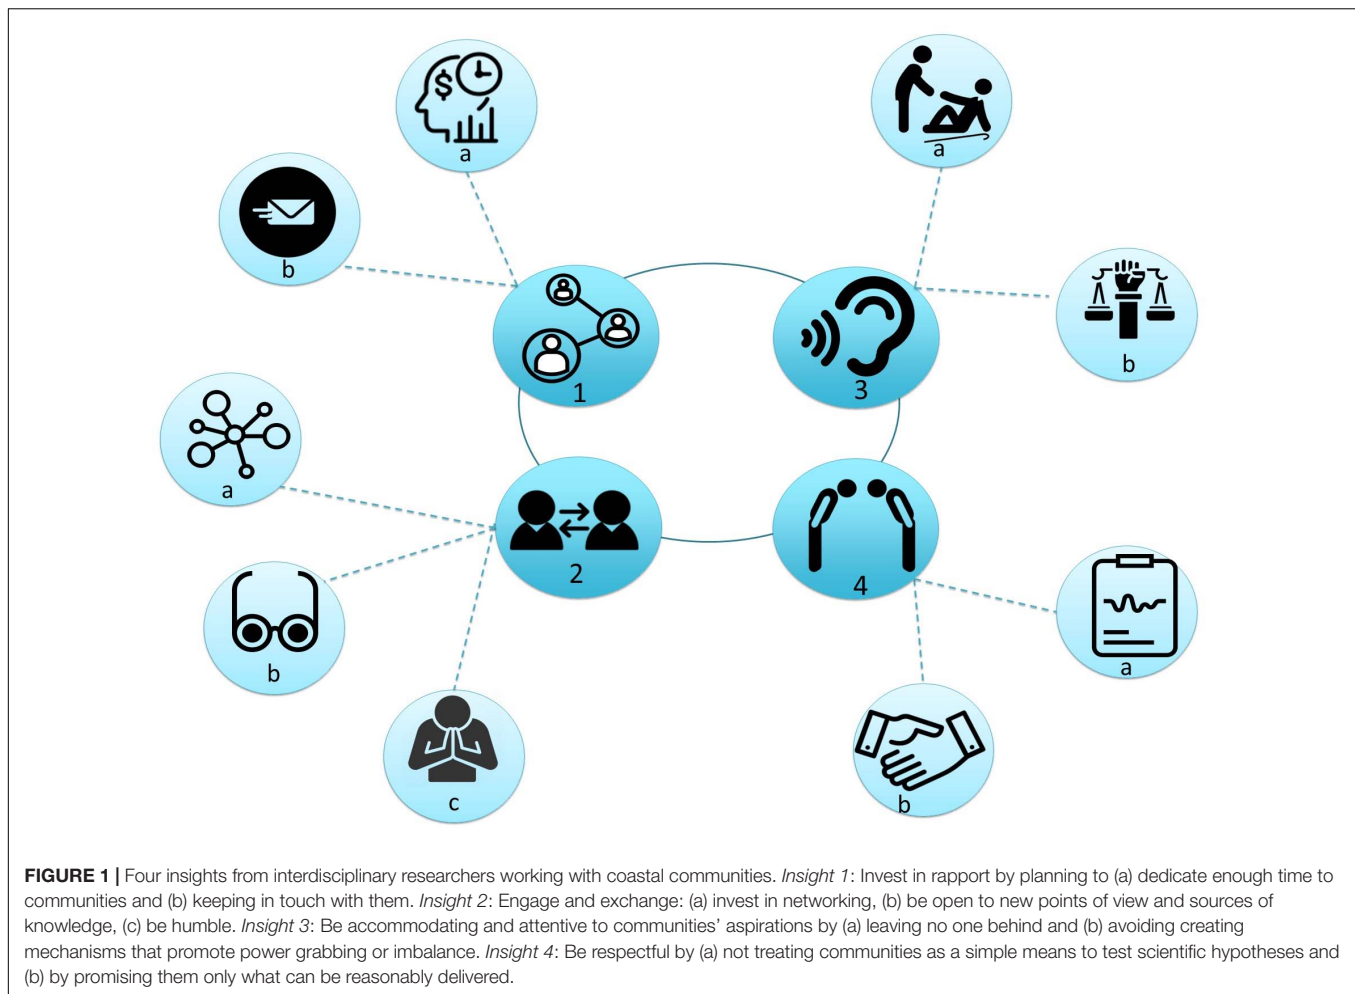 a
a
$
b
b
1
3
a
2
4
b
a
c
b
FIGURE 1 | Four insights from interdisciplinary researchers working with coastal communities. Insight 1: Invest in rapport by planning to (a) dedicate enough time to
communities and (b) keeping in touch with them. Insight 2: Engage and exchange: (a) invest in networking, (b) be open to new points of view and sources of
knowledge, (c) be humble. Insight 3: Be accommodating and attentive to communities’ aspirations by (a) leaving no one behind and (b) avoiding creating
mechanisms that promote power grabbing or imbalance. Insight 4: Be respectful by (a) not treating communities as a simple means to test scientific hypotheses and
(b) by promising them only what can be reasonably delivered.